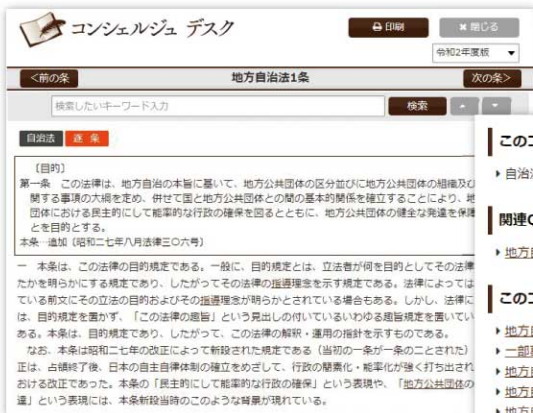 コンシェルジュ デスク
印刷
✖ 閉じる
令和2年度版 ▼
<前の条
地方自治法1条
次の条>
検索したいキーワード入力
検索
自治法
逐 条
〔目的〕
第一条 この法律は、地方自治の本旨に基いて、地方公共団体の区分並びに地方公共団体の組織及び
関する事項の大綱を定め、併せて国と地方公共団体との間の基本的関係を確立することにより、地
団体における民主的にして能率的な行政の確保を図るとともに、地方公共団体の健全な発達を保障
とを目的とする。
本条…追加〔昭和二七年八月法律三〇六号〕
一 本条は、この法律の目的規定である。一般に、目的規定とは、立法者が何を目的としてその法律
たかを明らかにする規定であり、したがってその法律の指導理念を示す規定である。法律によっては
ている前文にその立法の目的およびその指導理念が明らかとされている場合もある。しかし、法律に
は、目的規定を置かず、「この法律の趣旨」という見出しの付いているいわゆる趣旨規定を置いてい
ある。本条は、目的規定であり、したがって、この法律の解釈・運用の指針を示すものである。
なお、本条は昭和二七年の改正によって新設された規定である（当初の一条が一条の二とされた）
正は、占領終了後、日本の自主自律体制の確立をめざして、行政の簡素化・能率化が強く打ち出され
おける改正であった。本条の「民主的にして能率的な行政の確保」という表現や、「地方公共団体の
達」という表現には、本条新設当時のこのような背景が現れている。
このコ
自治法
関連
地方自
このコ
地方自
一部
地方自
地方自